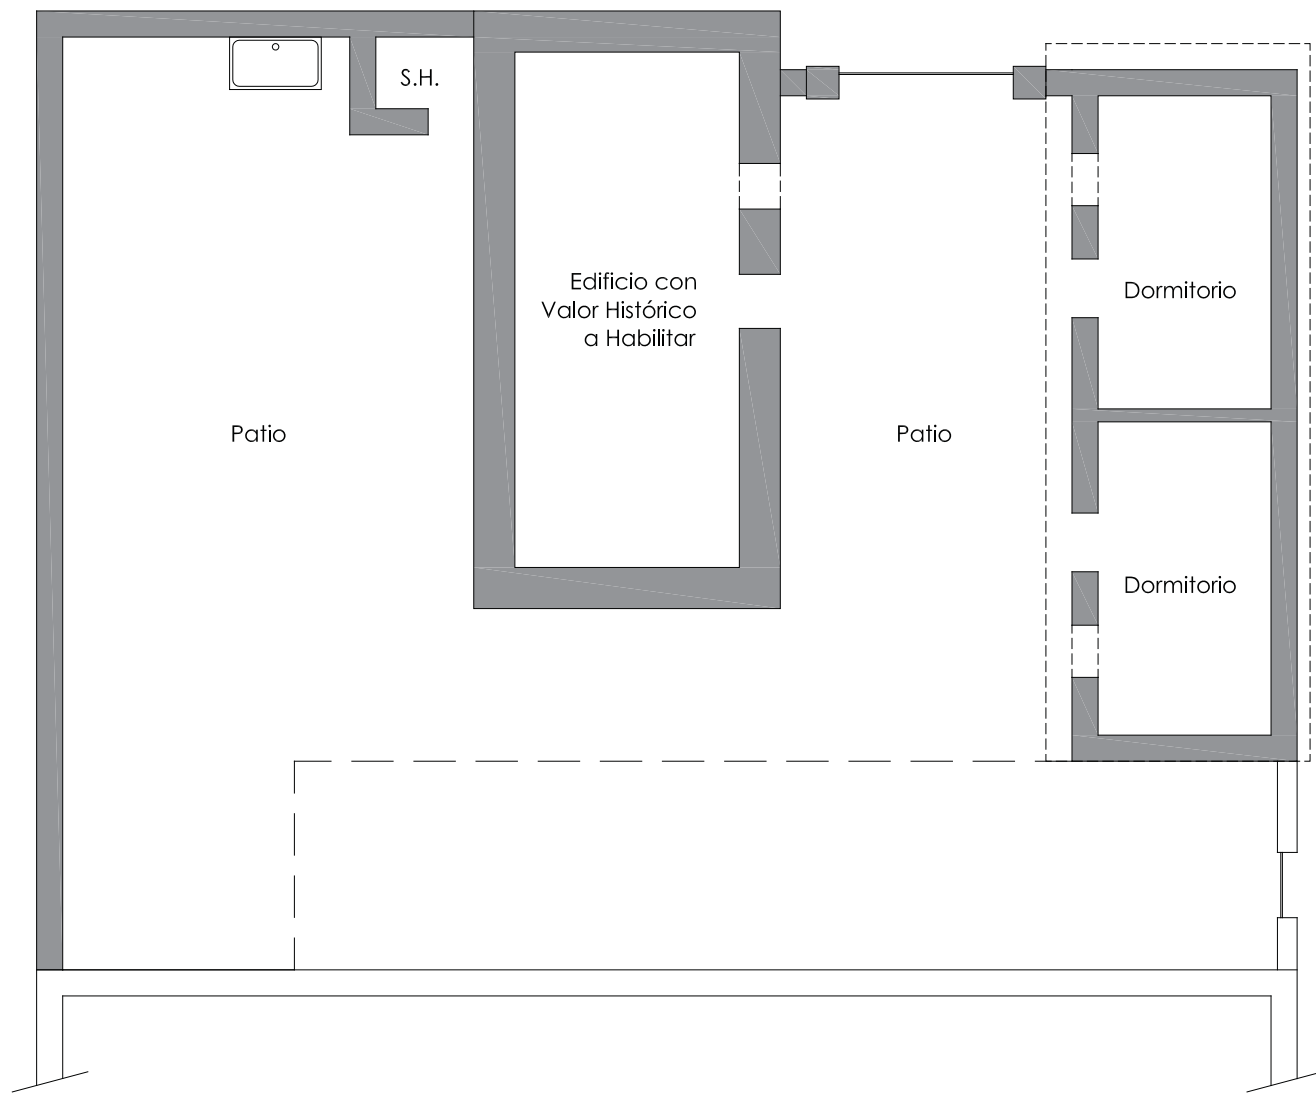 S.H.
Edificio con
Valor Histórico
a Habilitar
Dormitorio
Patio
Patio
Dormitorio